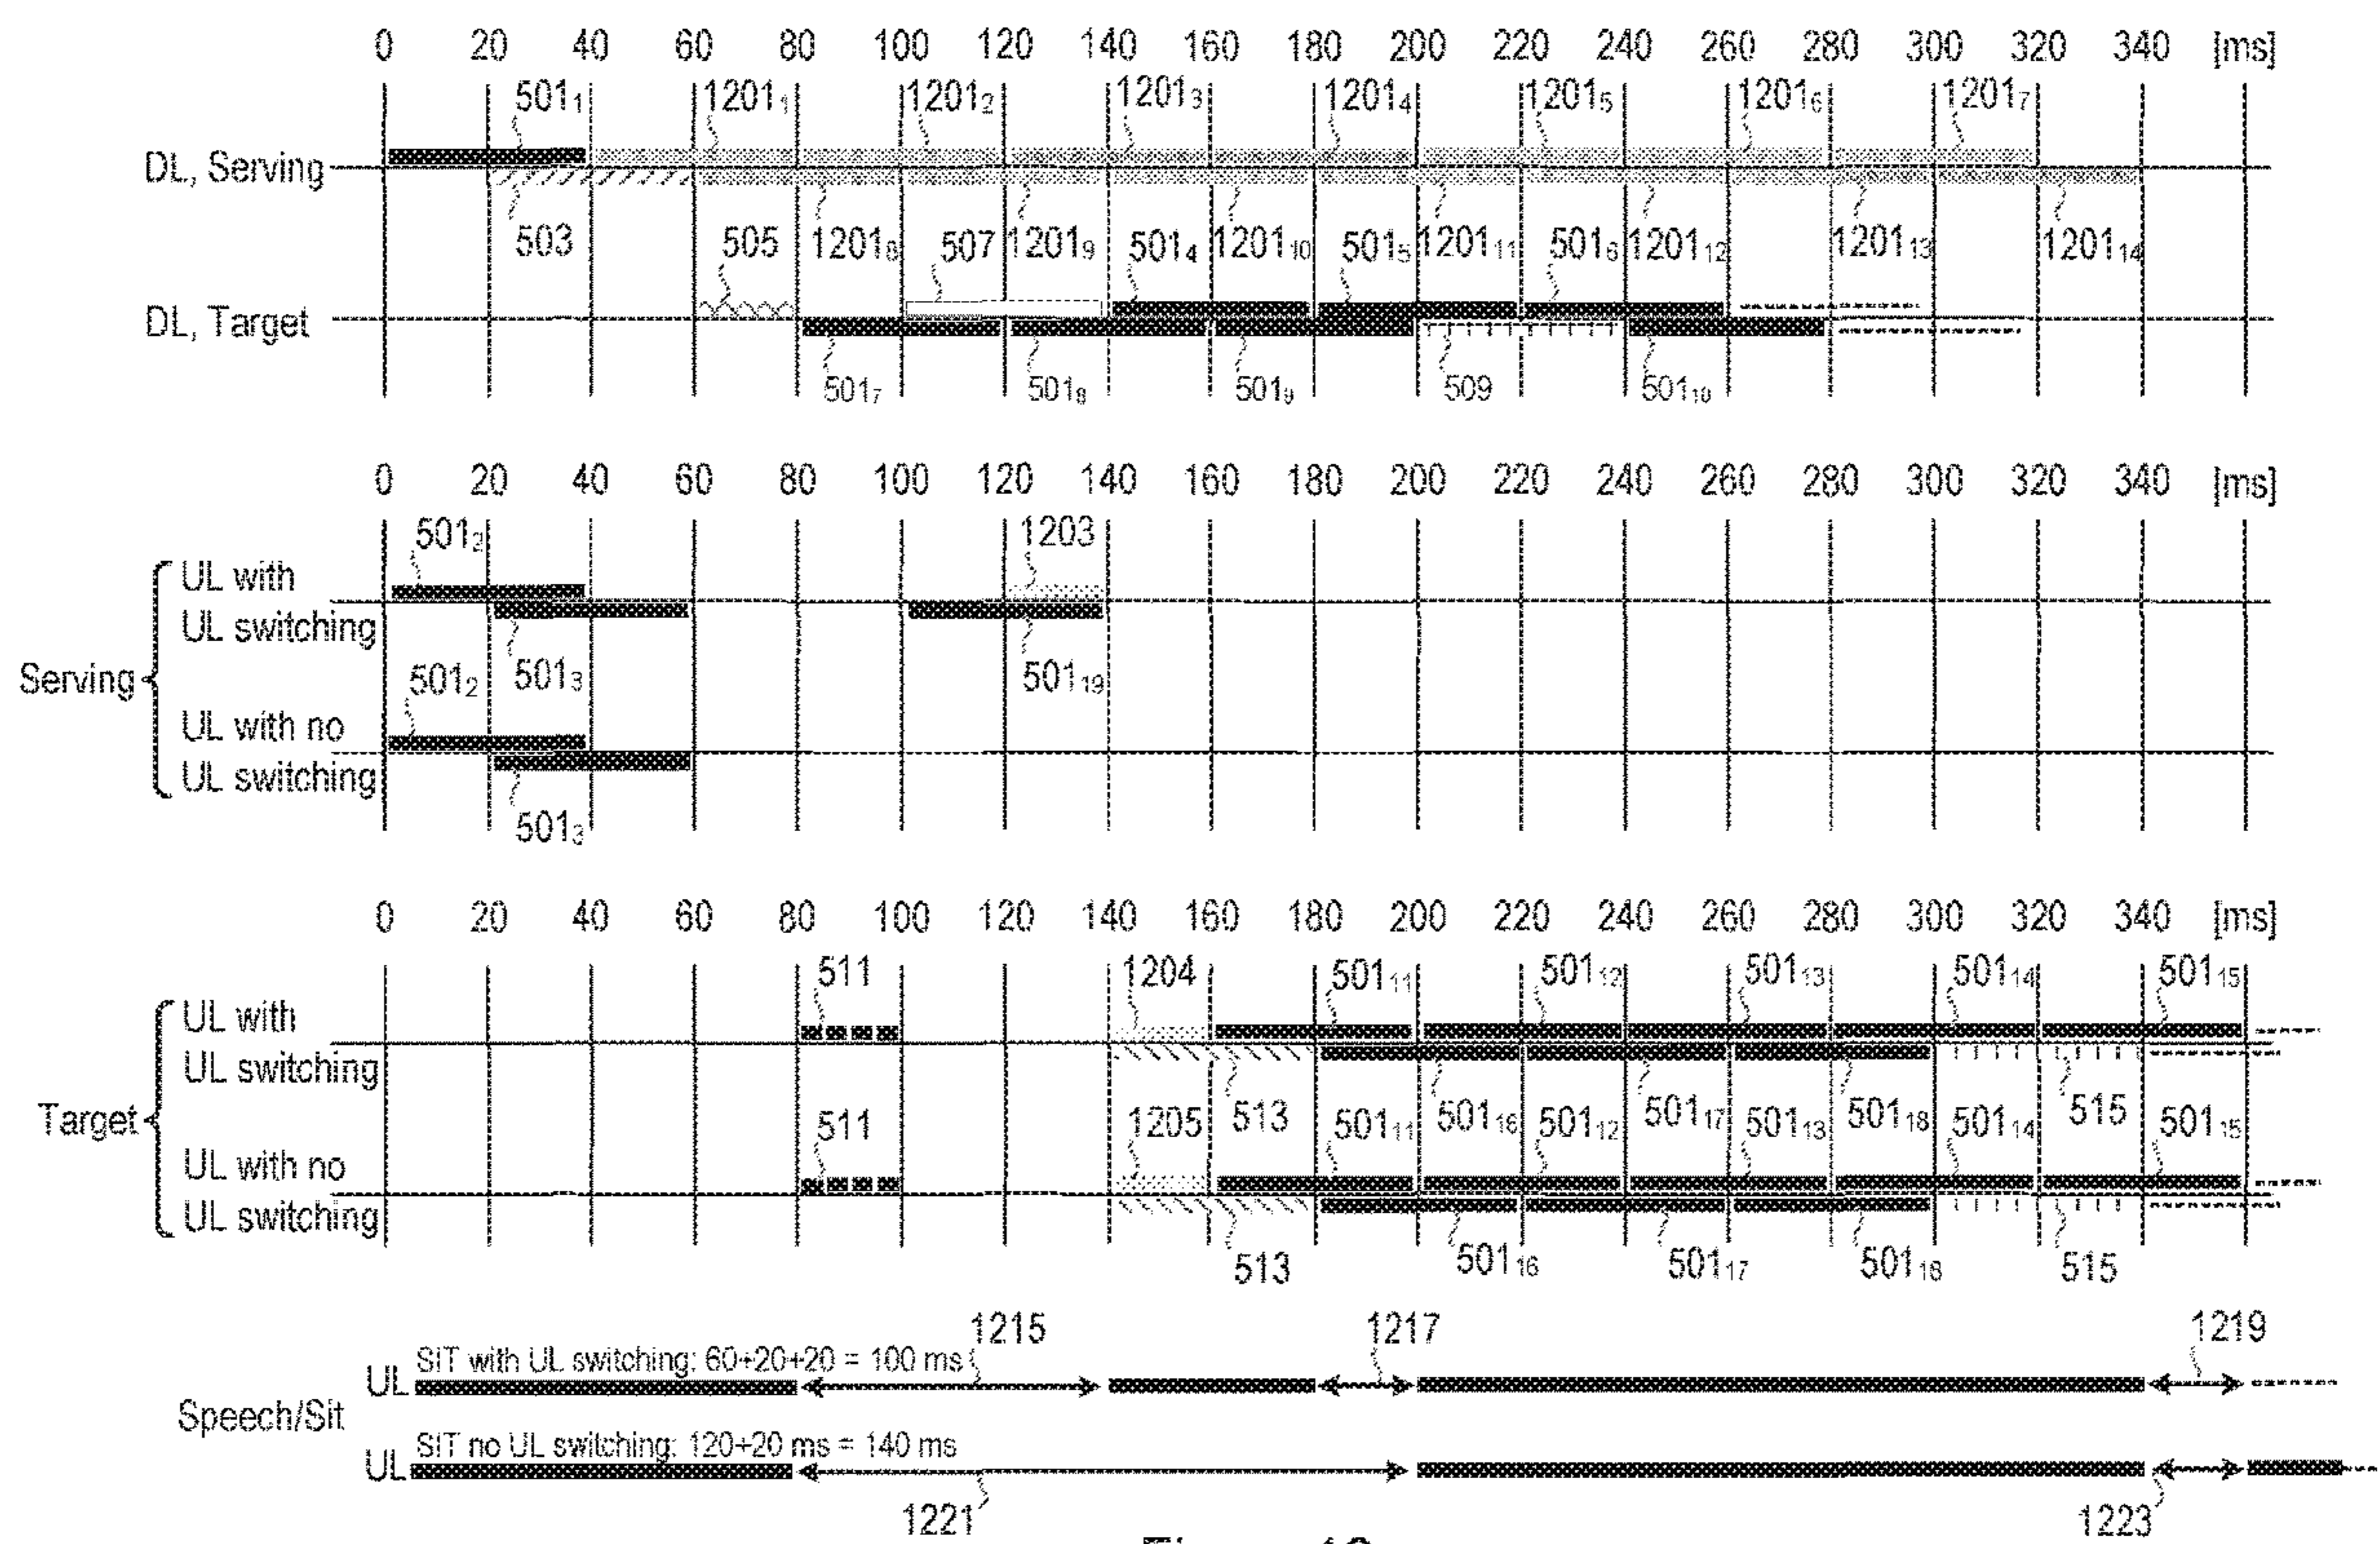 0 20 40 60 80 100 120 140 160 180 200 220 240 260 280 300 320 340 [ms]
501₁ 1201₁ 1201₂ 1201₃ 1201₄ 1201₅ 1201₆ 1201₇
DL, Serving
503 505 1201₈ 507 1201₉ 501₄ 1201₁₀ 501₅ 1201₁₁ 501₆ 1201₁₂ 1201₁₃ 1201₁₄
DL, Target
501₇ 501₈ 501₉ 509 501₁₀
0 20 40 60 80 100 120 140 160 180 200 220 240 260 280 300 320 340 [ms]
501₂ 1203
UL with
UL switching
Serving
501₂ 501₃ 501₁₉
UL with no
UL switching
501₃
0 20 40 60 80 100 120 140 160 180 200 220 240 260 280 300 320 340 [ms]
511 1204 501₁₁ 501₁₂ 501₁₃ 501₁₄ 501₁₅
UL with
UL switching
Target
511 1205 513 501₁₁ 501₁₆ 501₁₂ 501₁₇ 501₁₃ 501₁₈ 501₁₄ 515 501₁₅
UL with no
UL switching
513 501₁₆ 501₁₇ 501₁₈ 515
1215 1217 1219
SIT with UL switching: 60+20+20 = 100 ms
UL
Speech/Sit
SIT no UL switching: 120+20 ms = 140 ms
UL
1221 1223